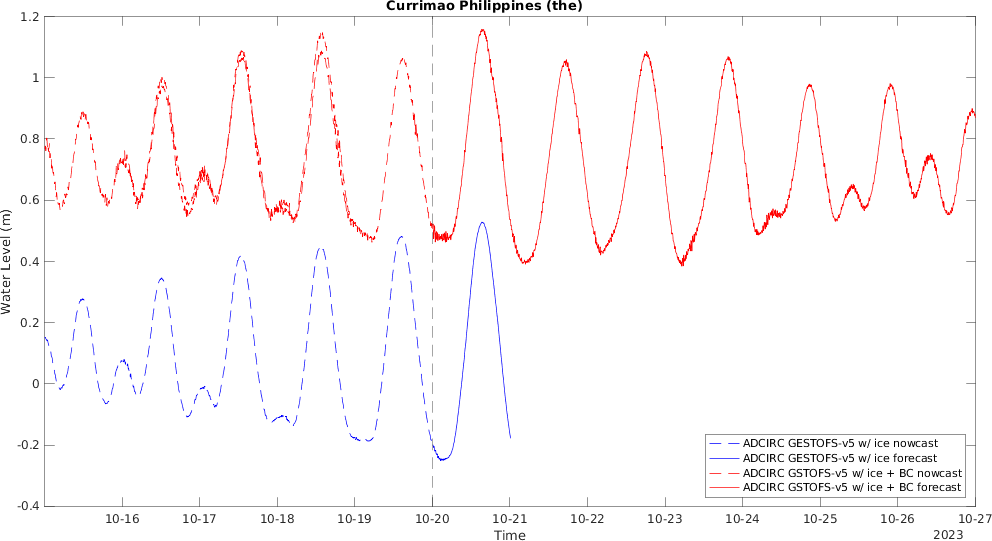 Currimao Philippines (the)
Water Level (m)
1.2
1
0.8
0.6
0.4
0.2
0
-0.2
-0.4
10-16 10-17 10-18 10-19 10-20 10-21 10-22 10-23 10-24 10-25 10-26 10-27
Time
2023
ADCIRC GESTOFS-v5 w/ ice nowcast
ADCIRC GESTOFS-v5 w/ ice forecast
ADCIRC GSTOFS-v5 w/ ice + BC nowcast
ADCIRC GSTOFS-v5 w/ ice + BC forecast